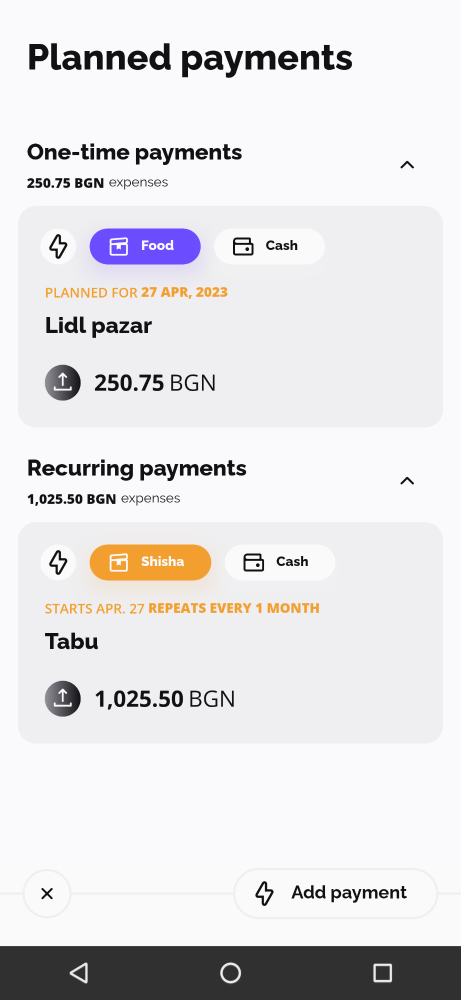 Planned payments
One-time payments
250.75 BGN expenses
Food
Cash
PLANNED FOR 27 APR, 2023
Lidl pazar
250.75 BGN
Recurring payments
1,025.50 BGN expenses
Shisha
Cash
STARTS APR. 27 REPEATS EVERY 1 MONTH
Tabu
1,025.50 BGN
Add payment